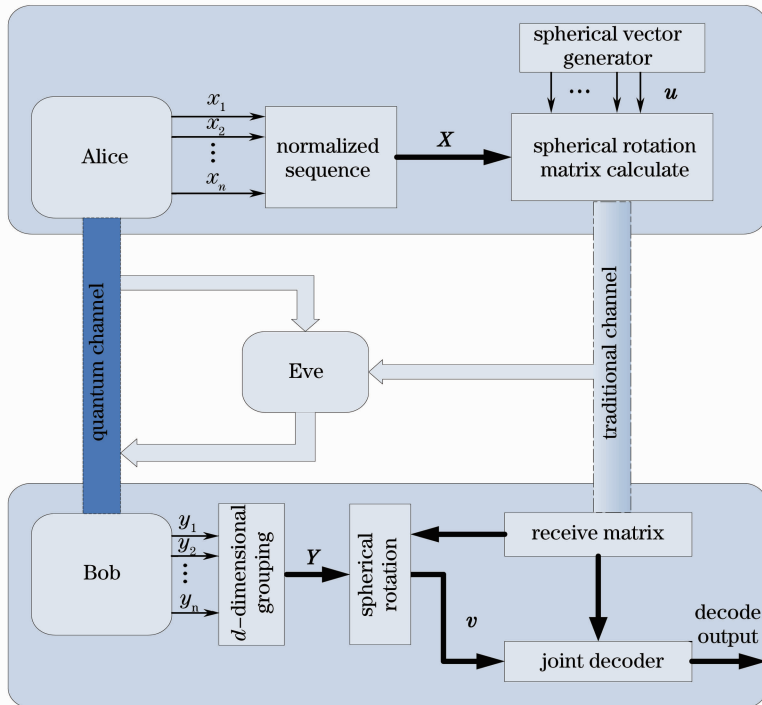 spherical vector
generator
... u
Alice
x₁
x₂
⋮
xₙ
normalized
sequence
X
spherical rotation
matrix calculate
quantum channel
Eve
traditional channel
Bob
y₁
y₂
⋮
yₙ
d-dimensional
grouping
Y
spherical
rotation
receive matrix
v
joint decoder
decode
output